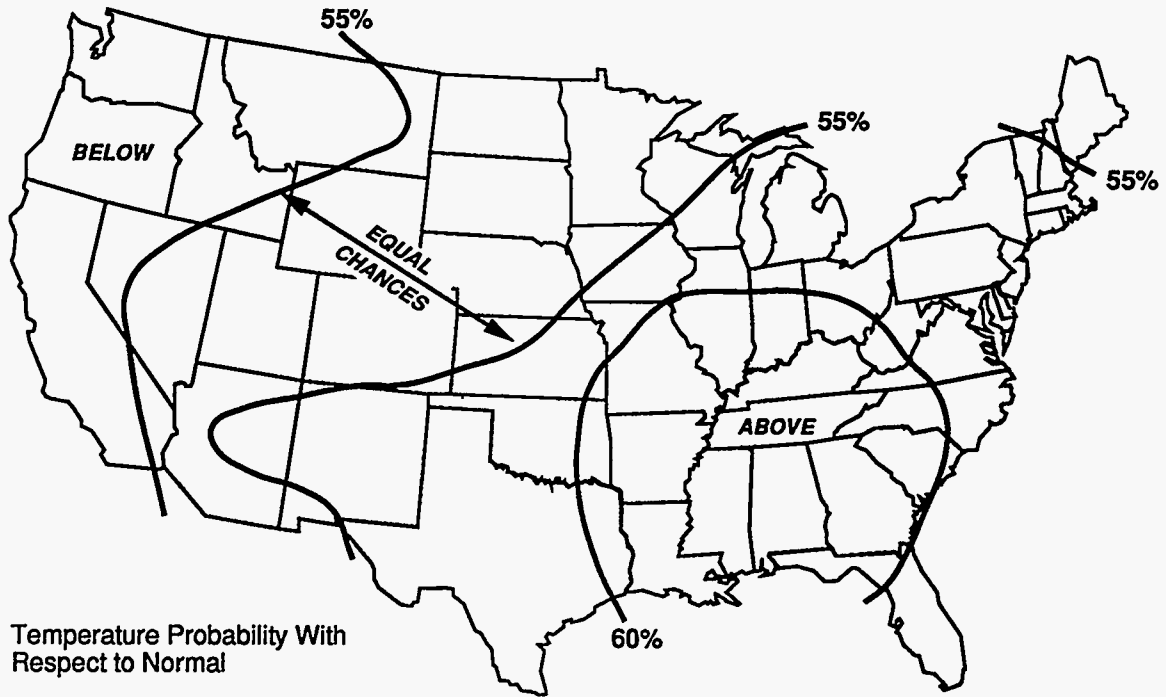 55%
BELOW
55%
55%
EQUAL
CHANCES
ABOVE
60%
Temperature Probability With
Respect to Normal